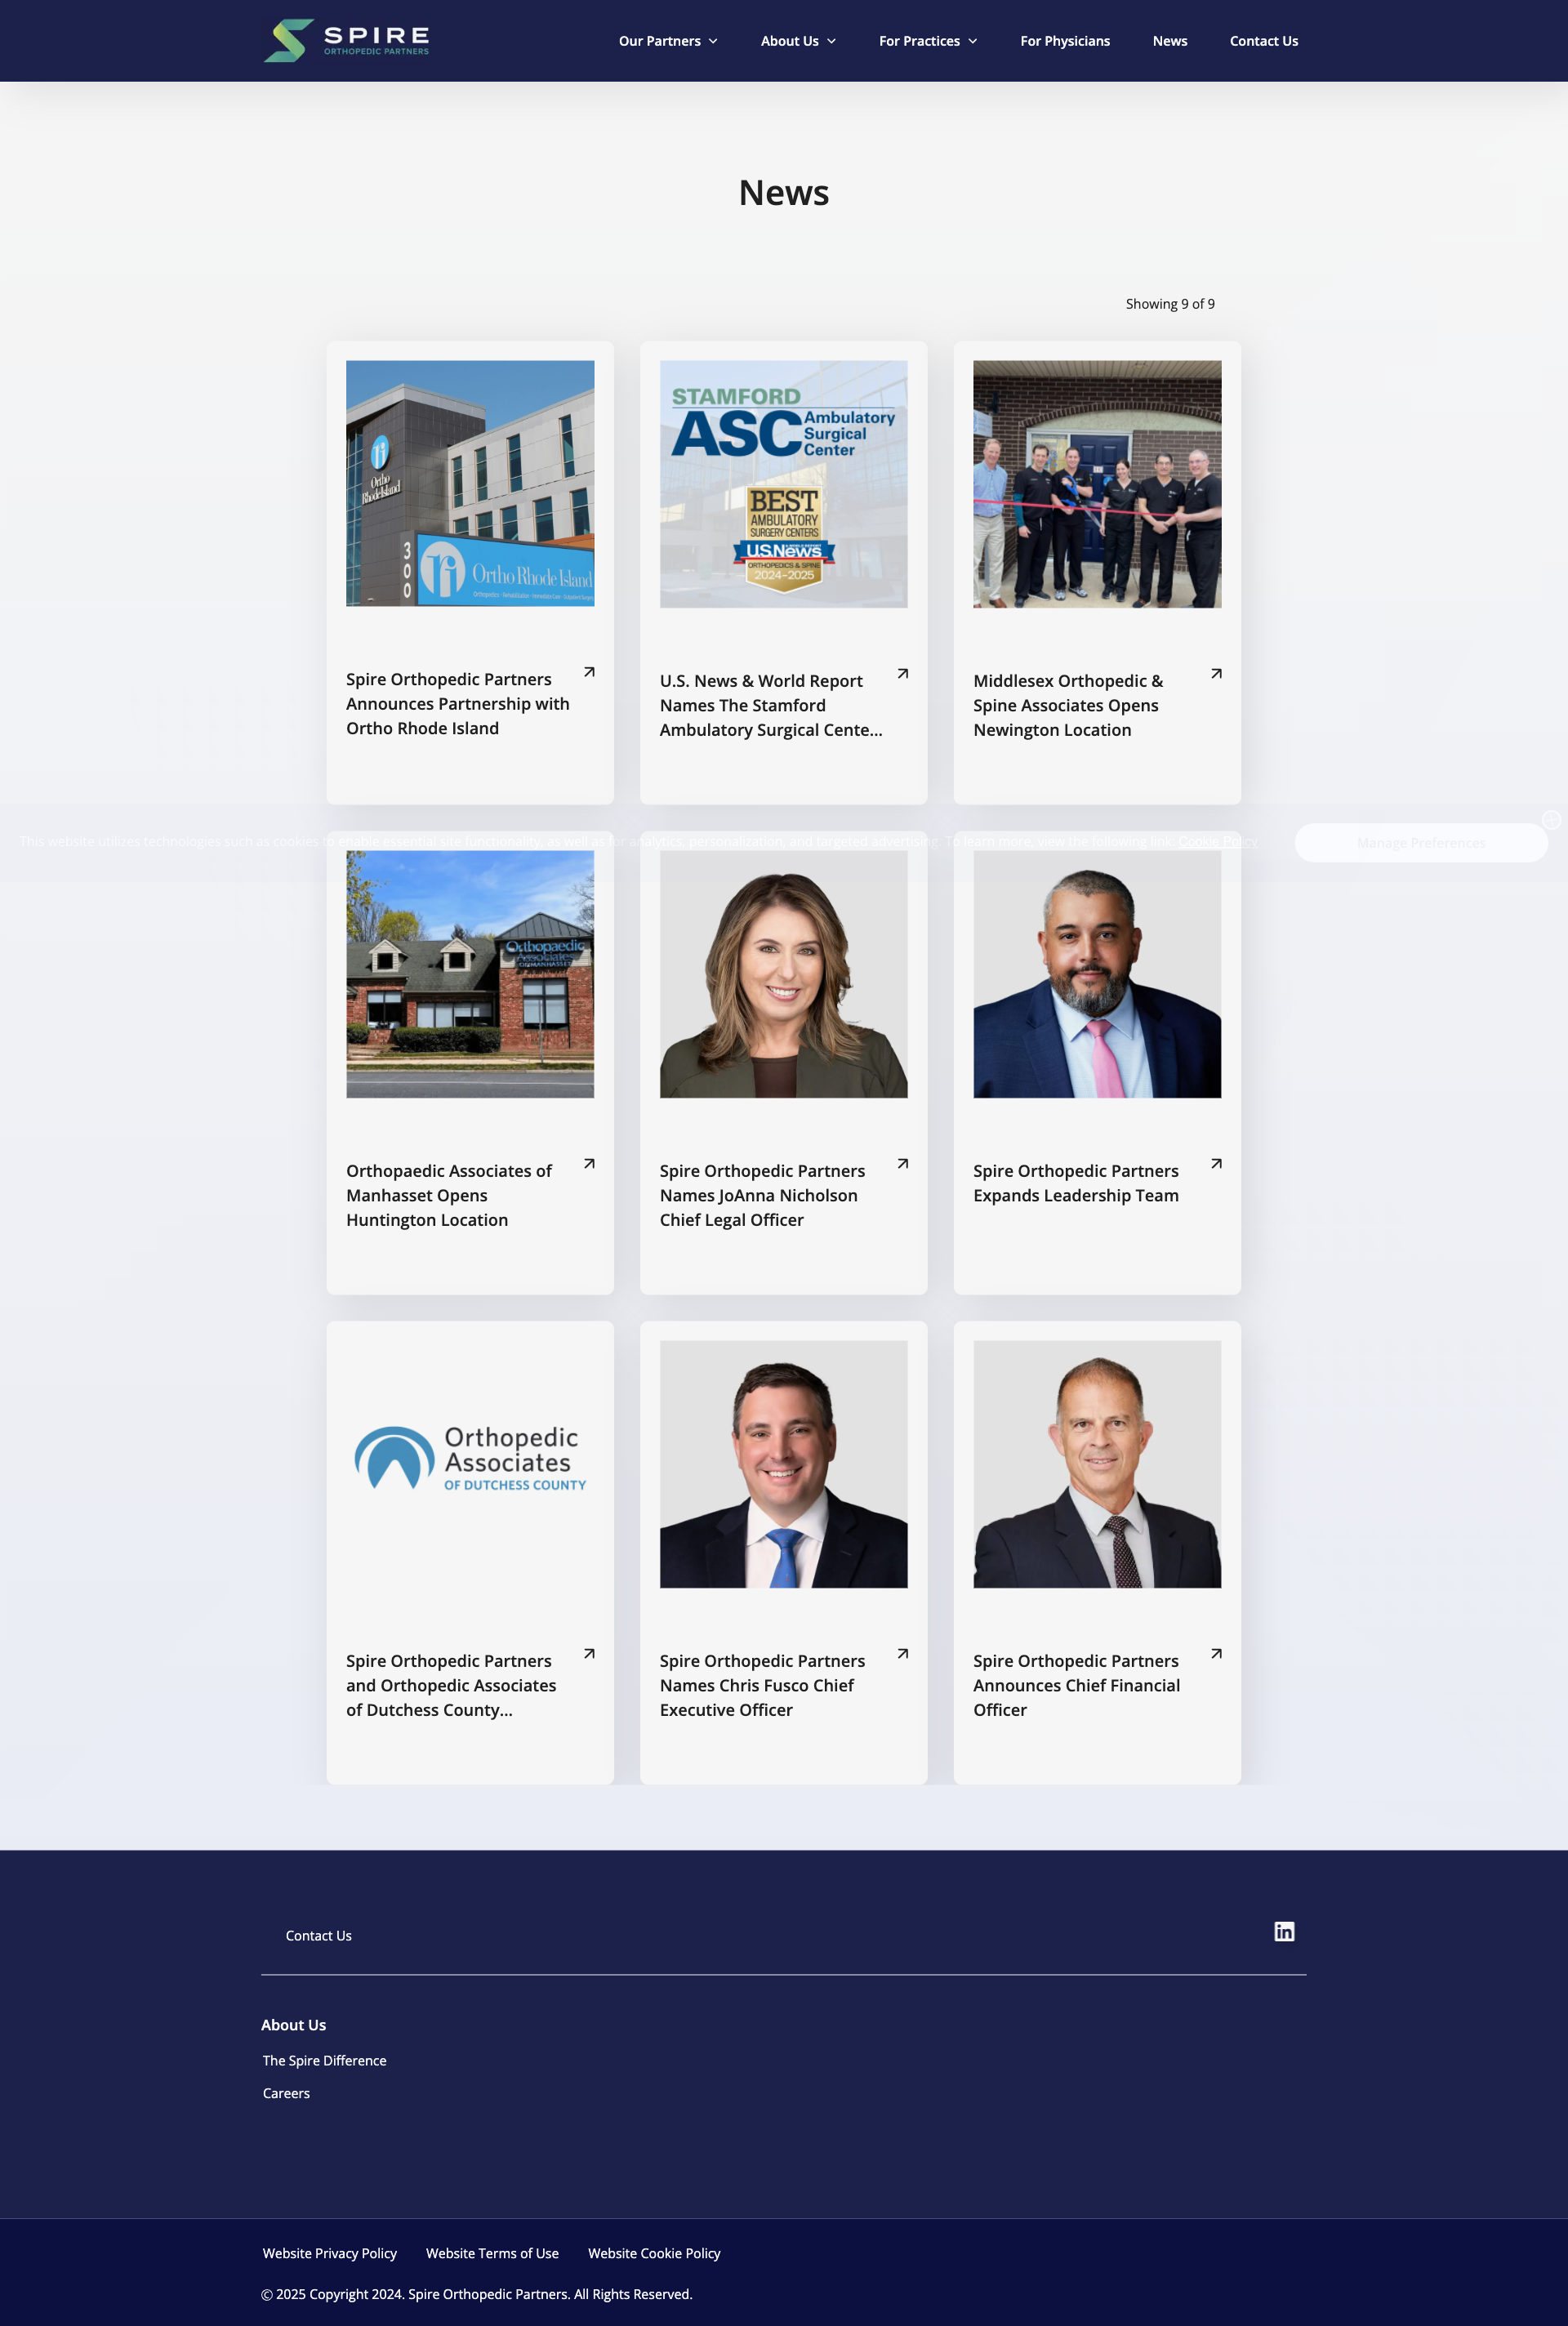 SPIRE
ORTHOPEDIC PARTNERS
Our Partners
About Us
For Practices
For Physicians
News
Contact Us
News
Showing 9 of 9
Ortho
RhodeIsland
300
Ortho Rhode Island
Spire Orthopedic Partners
Announces Partnership with
Ortho Rhode Island
STAMFORD
ASC Ambulatory
Surgical
Center
BEST
AMBULATORY
SURGERY CENTERS
U.S. News
ORTHOPEDICS & SPINE
2024-2025
U.S. News & World Report
Names The Stamford
Ambulatory Surgical Cente...
Middlesex Orthopedic &
Spine Associates Opens
Newington Location
This website utilizes technologies such as cookies to enable essential site functionality, as well as for analytics, personalization, and targeted advertising. To learn more, view the following link: Cookie Policy
Manage Preferences
Orthopaedic
Associates
OF MANHASSET
Orthopaedic Associates of
Manhasset Opens
Huntington Location
Spire Orthopedic Partners
Names JoAnna Nicholson
Chief Legal Officer
Spire Orthopedic Partners
Expands Leadership Team
Orthopedic
Associates
OF DUTCHESS COUNTY
Spire Orthopedic Partners
and Orthopedic Associates
of Dutchess County...
Spire Orthopedic Partners
Names Chris Fusco Chief
Executive Officer
Spire Orthopedic Partners
Announces Chief Financial
Officer
Contact Us
in
About Us
The Spire Difference
Careers
Website Privacy Policy
Website Terms of Use
Website Cookie Policy
© 2025 Copyright 2024. Spire Orthopedic Partners. All Rights Reserved.